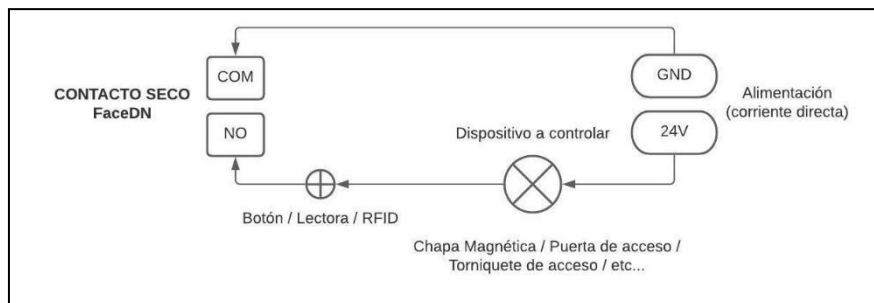 COM
GND
CONTACTO SECO
FaceDN
Alimentación
(corriente directa)
NO
Dispositivo a controlar
24V
Botón / Lectora / RFID
Chapa Magnética / Puerta de acceso /
Torniquete de acceso / etc...